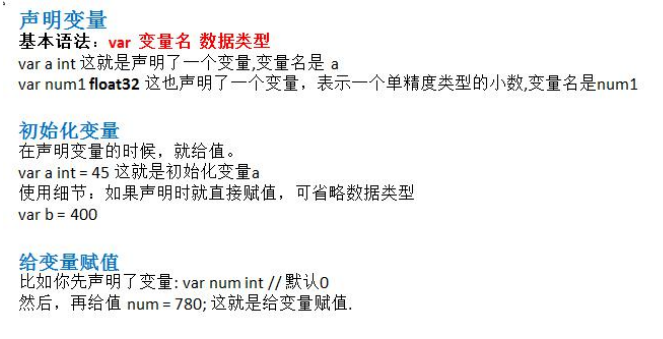 声明变量
基本语法：var 变量名 数据类型
var a int 这就是声明了一个变量,变量名是 a
var num1 float32 这也声明了一个变量，表示一个单精度类型的小数,变量名是num1
初始化变量
在声明变量的时候，就给值。
var a int = 45 这就是初始化变量a
使用细节：如果声明时就直接赋值，可省略数据类型
var b = 400
给变量赋值
比如你先声明了变量: var num int // 默认0
然后，再给值 num = 780; 这就是给变量赋值.